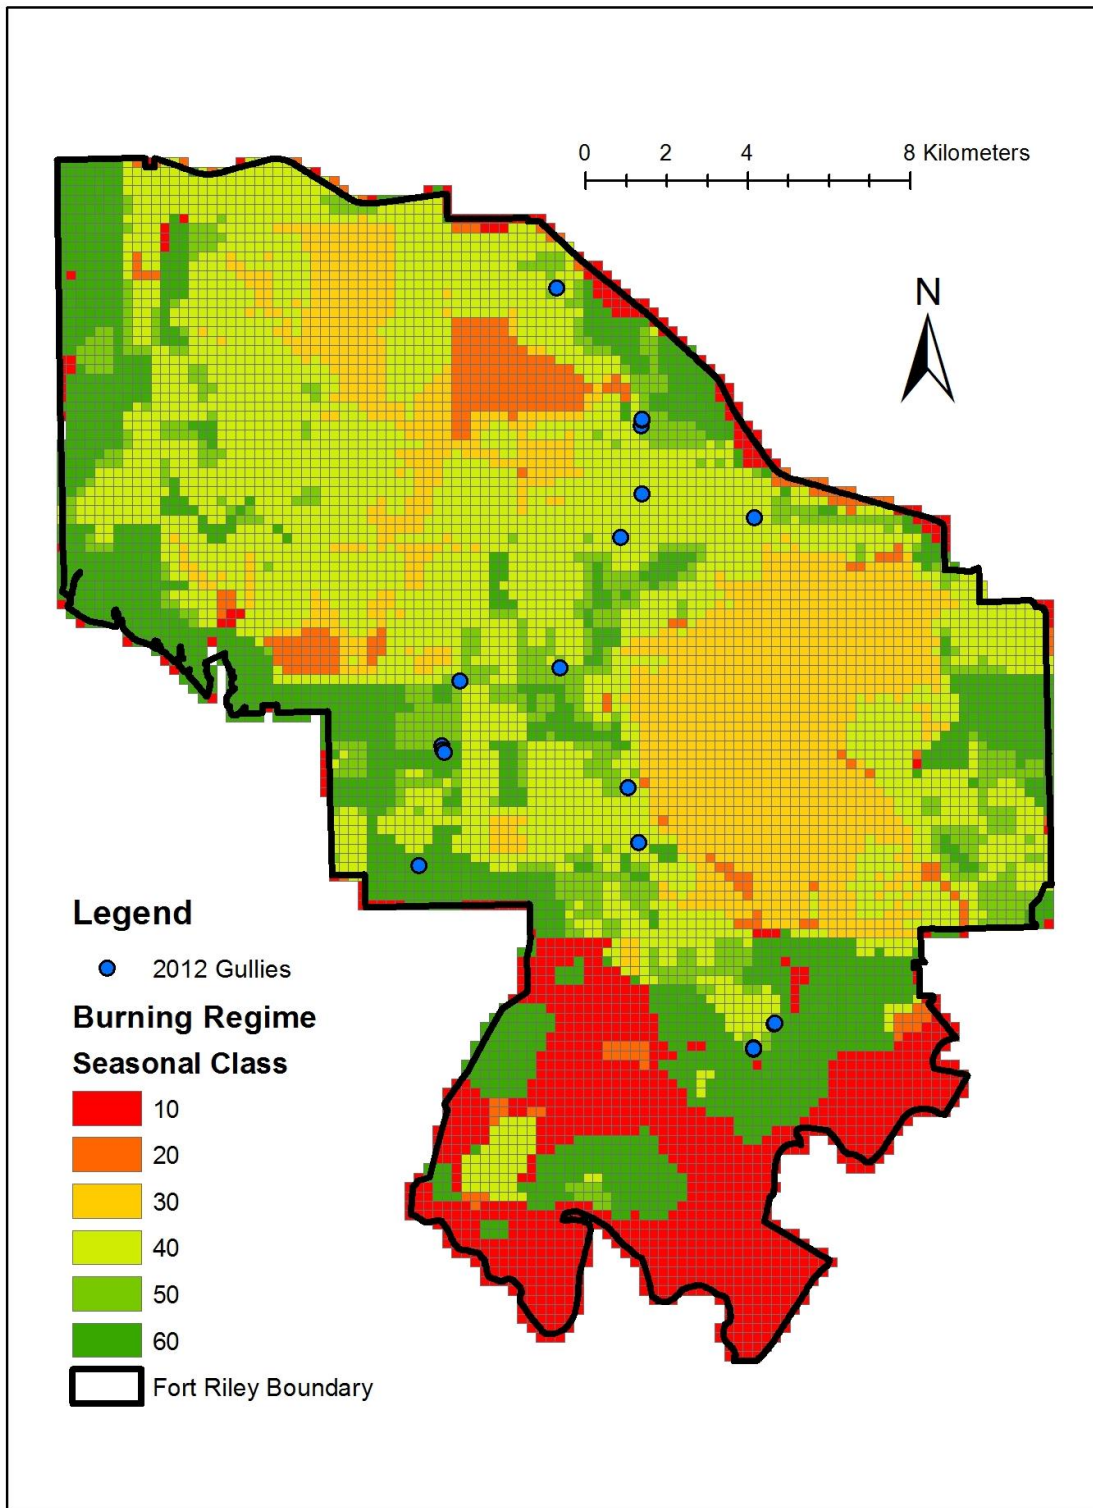 0 2 4 8 Kilometers
N
Legend
2012 Gullies
Burning Regime
Seasonal Class
10
20
30
40
50
60
Fort Riley Boundary